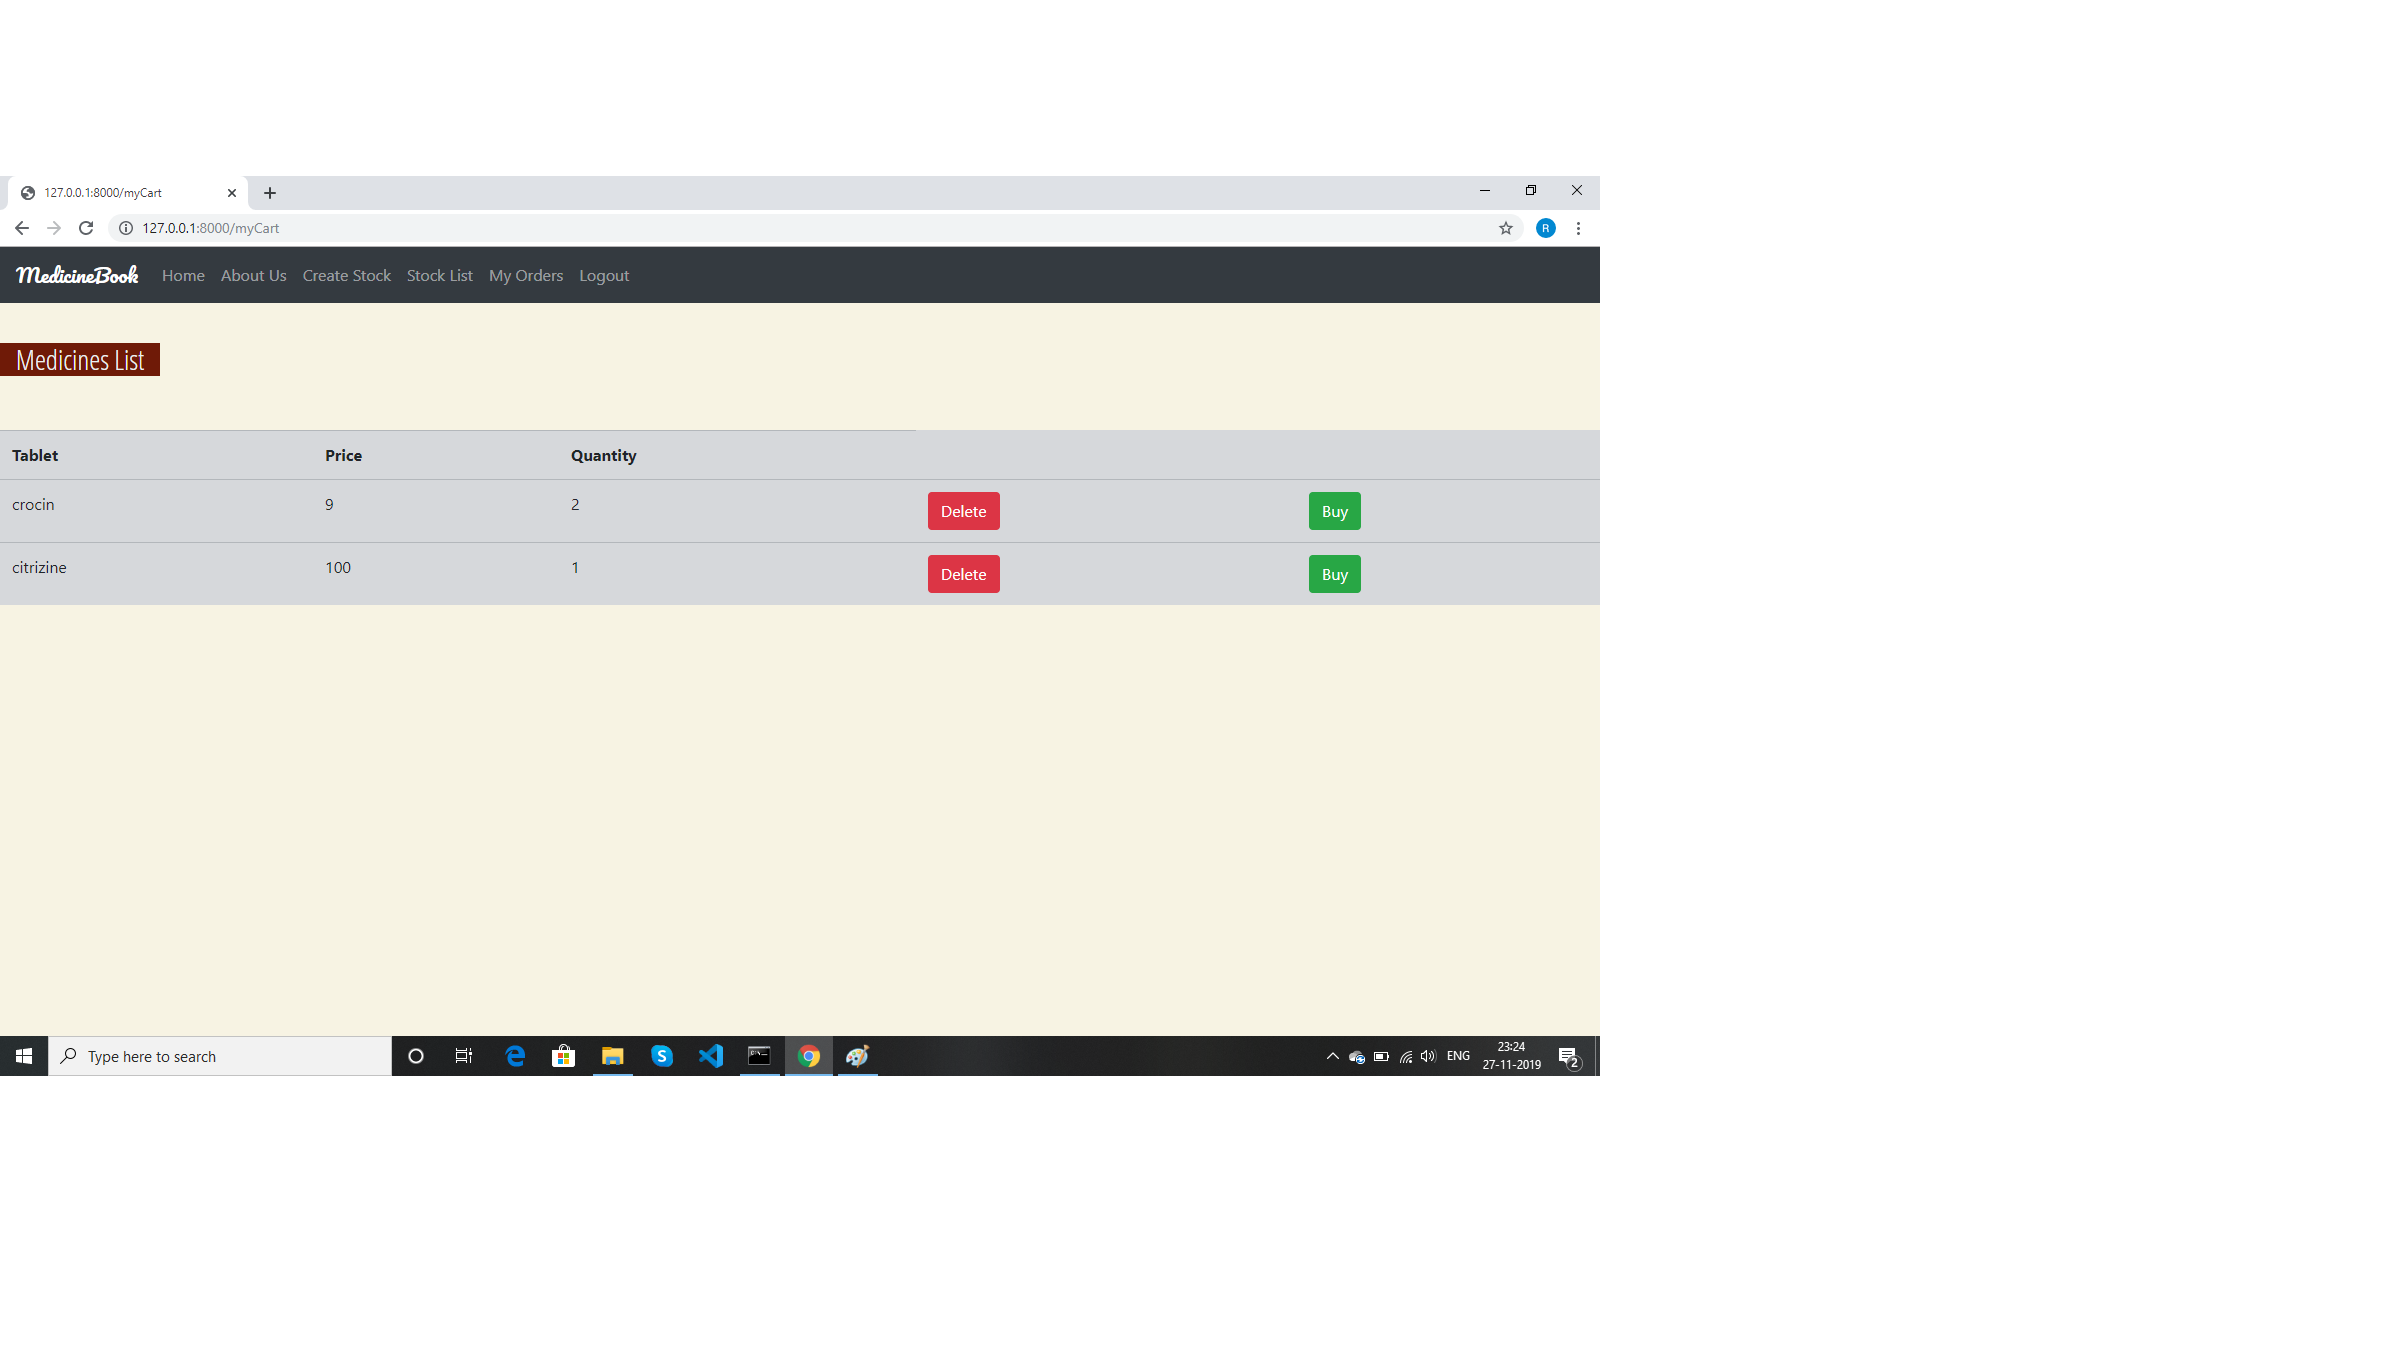 127.0.0.1:8000/myCart
127.0.0.1:8000/myCart
R
MedicineBook Home About Us Create Stock Stock List My Orders Logout
Medicines List
Tablet Price Quantity
crocin 9 2 Delete Buy
citrizine 100 1 Delete Buy
Type here to search
ENG
23:24
27-11-2019
2